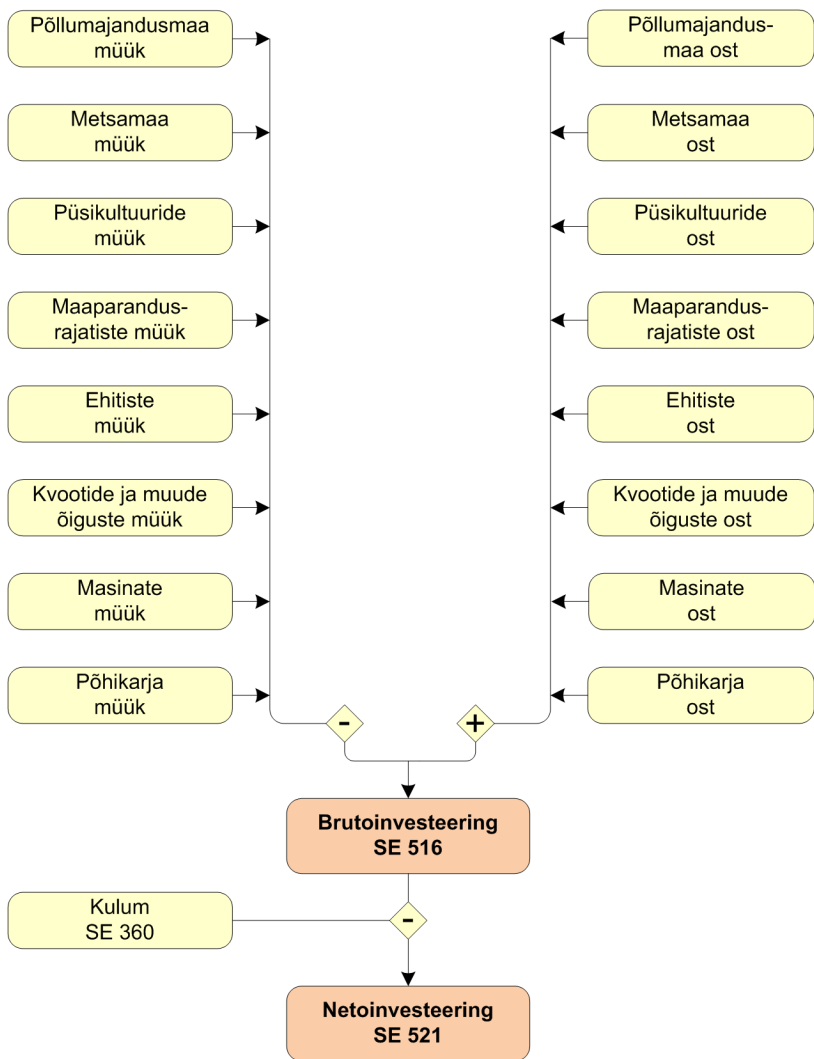 Põllumajandusmaa
müük
Põllumajandus-
maa ost
Metsamaa
müük
Metsamaa
ost
Püsikultuuride
müük
Püsikultuuride
ost
Maaparandus-
rajatiste müük
Maaparandus-
rajatiste ost
Ehitiste
müük
Ehitiste
ost
Kvootide ja muude
õiguste müük
Kvootide ja muude
õiguste ost
Masinate
müük
Masinate
ost
Põhikarja
müük
Põhikarja
ost
-
+
Brutoinvesteering
SE 516
Kulum
SE 360
-
Netoinvesteering
SE 521